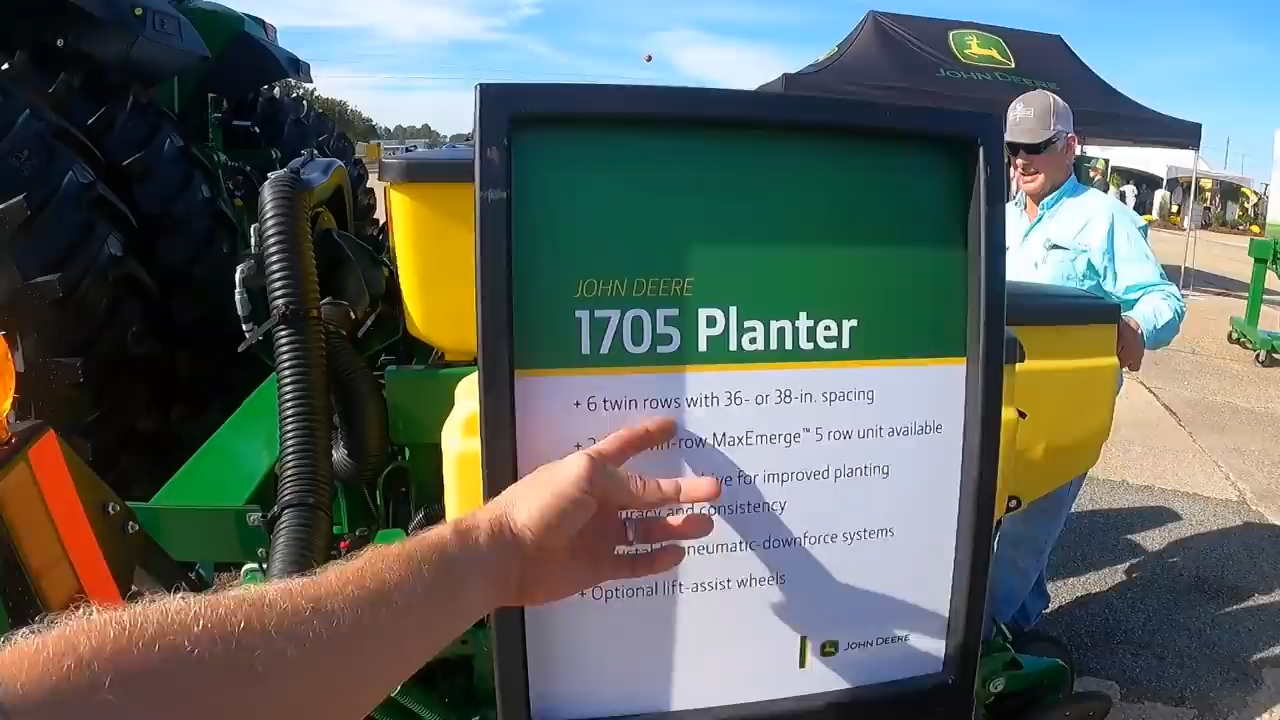 JOHN DEERE
JOHN DEERE
1705 Planter
+ 6 twin rows with 36- or 38-in. spacing
+ MaxEmerge™ 5 row unit available
for improved planting
and consistency
pneumatic-downforce systems
+ Optional lift-assist wheels
JOHN DEERE